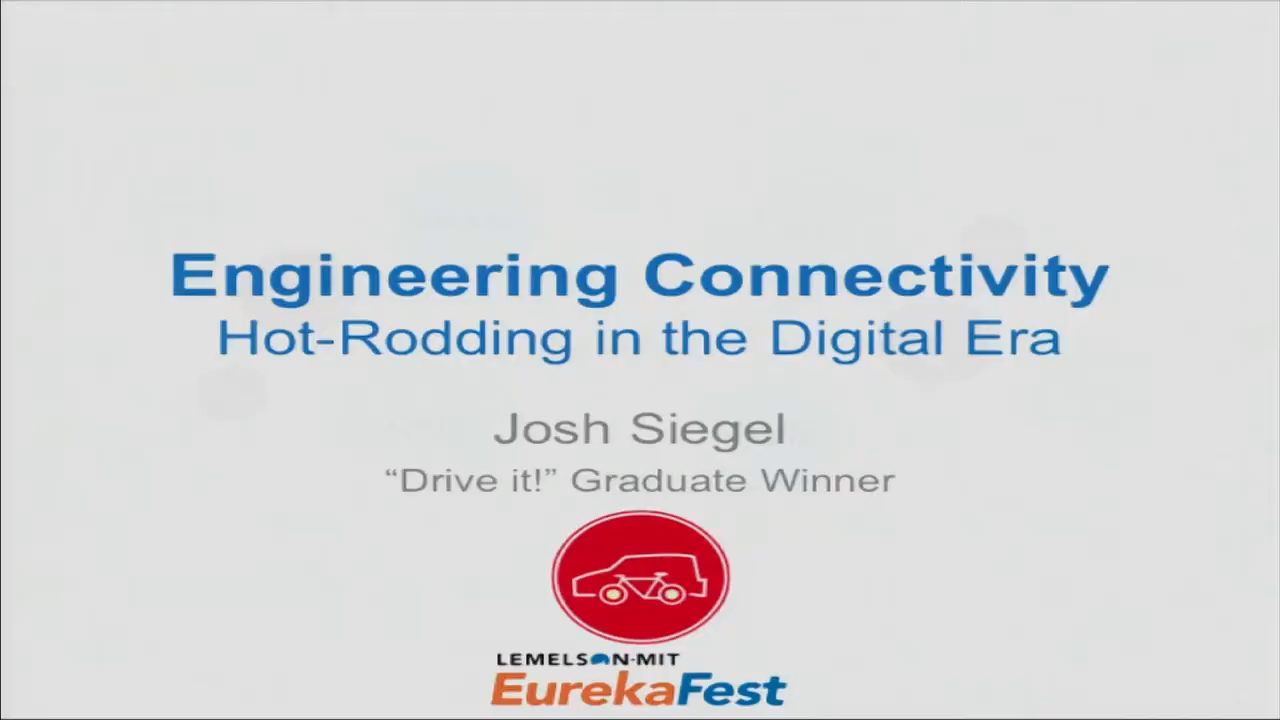 Engineering Connectivity
Hot-Rodding in the Digital Era
Josh Siegel
“Drive it!” Graduate Winner
LEMELSON-MIT
EurekaFest